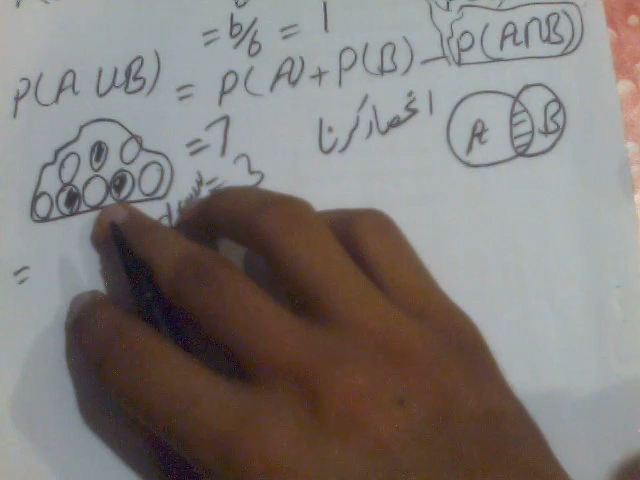 = 6/6 = 1
P(A ∪ B) = P(A) + P(B) - P(A∩B)
انحصار کرنا
A B
= 7
= 3
=